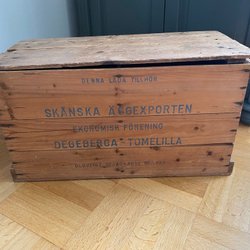 DENNA LÅDA TILLHÖR
SKÅNSKA ÄGGEXPORTEN
EKONOMISK FÖRENING
DEGEBERGA-TOMELILLA